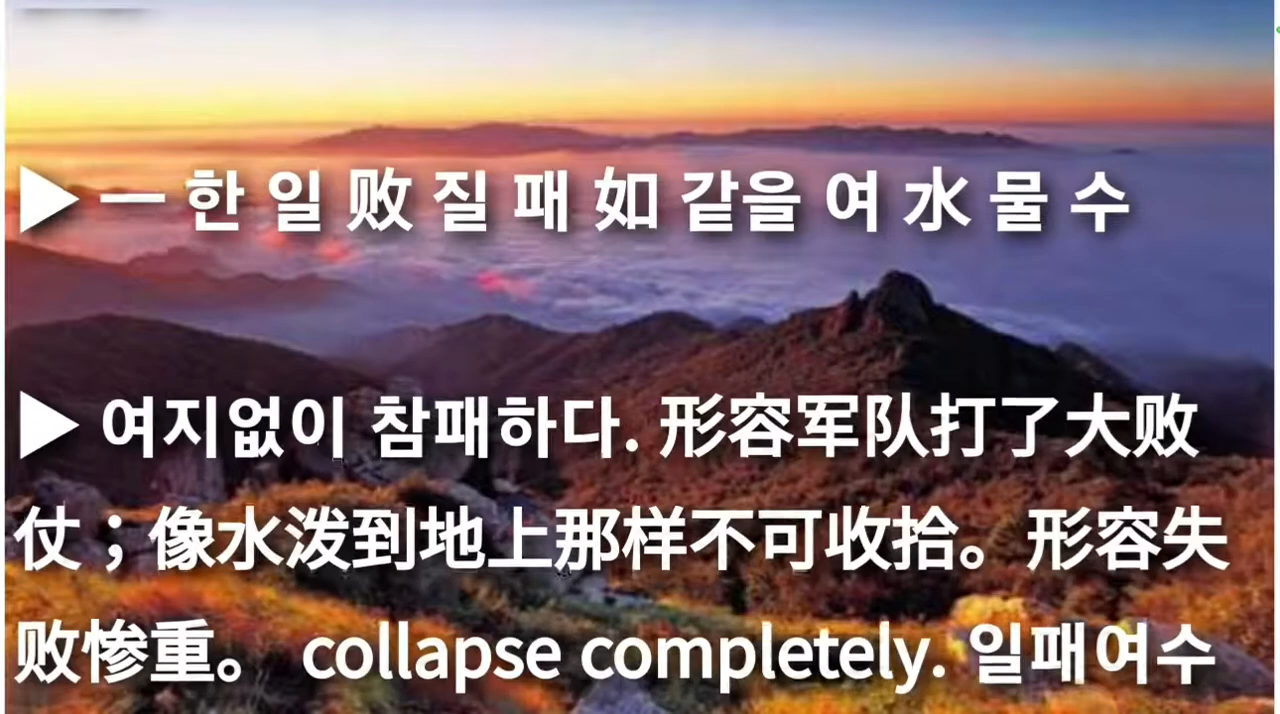 ▶ 一 한 일 败 질 패 如 같을 여 水 물 수
▶ 여지없이 참패하다. 形容军队打了大败
仗；像水泼到地上那样不可收拾。形容失
败惨重。 collapse completely. 일패여수